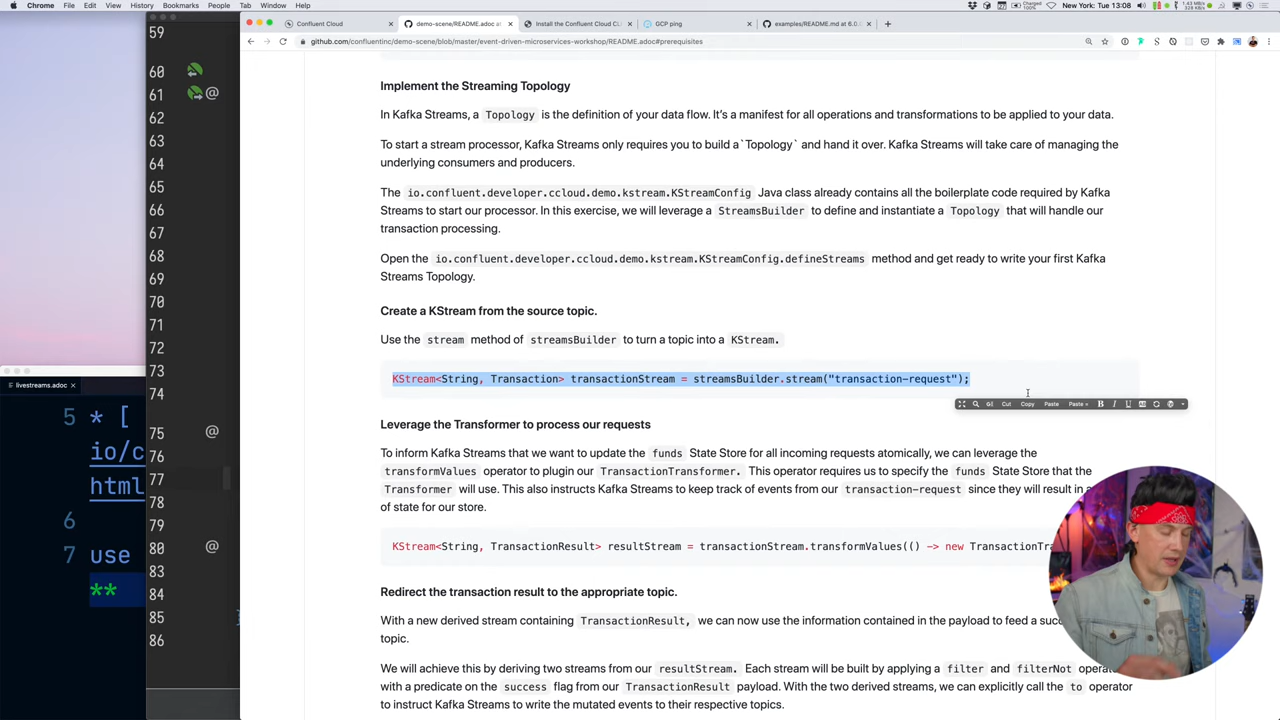 Chrome File Edit View History Bookmarks People Tab Window Help
Charged 100% New York: Tue 13:08 1.43 MB/s 328 KB/s
Confluent Cloud × demo-scene/README.adoc at × Install the Confluent Cloud CL × GCP ping × examples/README.md at 6.0.0 × +
github.com/confluentinc/demo-scene/blob/master/event-driven-microservices-workshop/README.adoc#prerequisites
59
60
61 @
62
63
64
65
66
67
68
69
70
71
72
73
74
75 @
76
77
78
79
80 @
83
84
85 }
86
livestreams.adoc ×
5 * [
io/c
html
6
7 use
**
Implement the Streaming Topology
In Kafka Streams, a Topology is the definition of your data flow. It's a manifest for all operations and transformations to be applied to your data.
To start a stream processor, Kafka Streams only requires you to build a`Topology` and hand it over. Kafka Streams will take care of managing the
underlying consumers and producers.
The io.confluent.developer.ccloud.demo.kstream.KStreamConfig Java class already contains all the boilerplate code required by Kafka
Streams to start our processor. In this exercise, we will leverage a StreamsBuilder to define and instantiate a Topology that will handle our
transaction processing.
Open the io.confluent.developer.ccloud.demo.kstream.KStreamConfig.defineStreams method and get ready to write your first Kafka
Streams Topology.
Create a KStream from the source topic.
Use the stream method of streamsBuilder to turn a topic into a KStream.
KStream<String, Transaction> transactionStream = streamsBuilder.stream("transaction-request");
Cut Copy Paste Paste + B I U
Leverage the Transformer to process our requests
To inform Kafka Streams that we want to update the funds State Store for all incoming requests atomically, we can leverage the
transformValues operator to plugin our TransactionTransformer. This operator requires us to specify the funds State Store that the
Transformer will use. This also instructs Kafka Streams to keep track of events from our transaction-request since they will result in a
of state for our store.
KStream<String, TransactionResult> resultStream = transactionStream.transformValues(() -> new TransactionTra
Redirect the transaction result to the appropriate topic.
With a new derived stream containing TransactionResult, we can now use the information contained in the payload to feed a succ
topic.
We will achieve this by deriving two streams from our resultStream. Each stream will be built by applying a filter and filterNot opera
with a predicate on the success flag from our TransactionResult payload. With the two derived streams, we can explicitly call the to operator
to instruct Kafka Streams to write the mutated events to their respective topics.